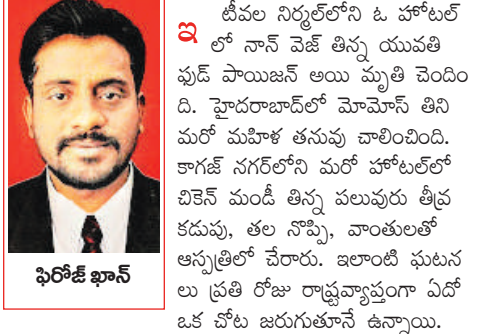 ఇటీవల నిర్మల్‌లోని ఓ హోటల్
లో నాన్ వెజ్ తిన్న యువతి
ఫుడ్ పాయిజన్ అయి మృతి చెందిం
ది. హైదరాబాద్‌లో మోమోస్ తిని
మరో మహిళ తనువు చాలించింది.
కాగజ్ నగర్‌లోని మరో హోటల్‌లో
చికెన్ మండీ తిన్న పలువురు తీవ్ర
కడుపు, తల నొప్పి, వాంతులతో
ఆస్పత్రిలో చేరారు. ఇలాంటి ఘటన
లు ప్రతి రోజు రాష్ట్రవ్యాప్తంగా ఏదో
ఒక చోట జరుగుతూనే ఉన్నాయి.
ఫిరోజ్ ఖాన్